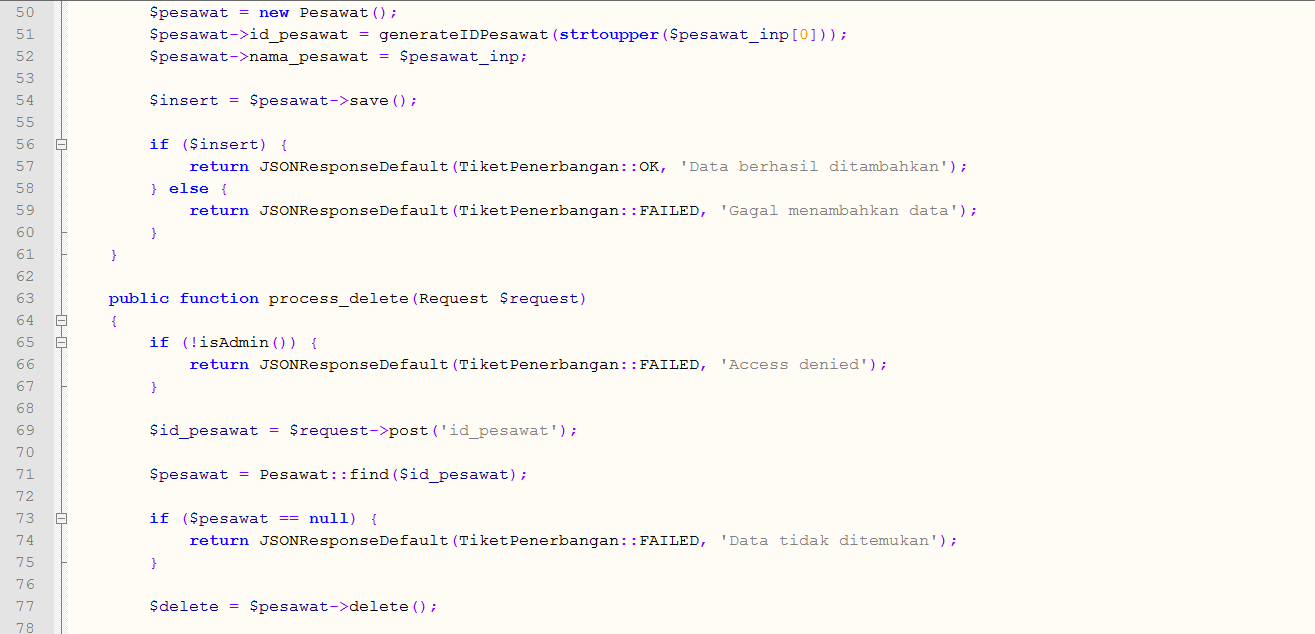 50 $pesawat = new Pesawat();
51 $pesawat->id_pesawat = generateIDPesawat(strtoupper($pesawat_inp[0]));
52 $pesawat->nama_pesawat = $pesawat_inp;
53
54 $insert = $pesawat->save();
55
56 if ($insert) {
57 return JSONResponseDefault(TiketPenerbangan::OK, 'Data berhasil ditambahkan');
58 } else {
59 return JSONResponseDefault(TiketPenerbangan::FAILED, 'Gagal menambahkan data');
60 }
61 }
62
63 public function process_delete(Request $request)
64 {
65 if (!isAdmin()) {
66 return JSONResponseDefault(TiketPenerbangan::FAILED, 'Access denied');
67 }
68
69 $id_pesawat = $request->post('id_pesawat');
70
71 $pesawat = Pesawat::find($id_pesawat);
72
73 if ($pesawat == null) {
74 return JSONResponseDefault(TiketPenerbangan::FAILED, 'Data tidak ditemukan');
75 }
76
77 $delete = $pesawat->delete();
78